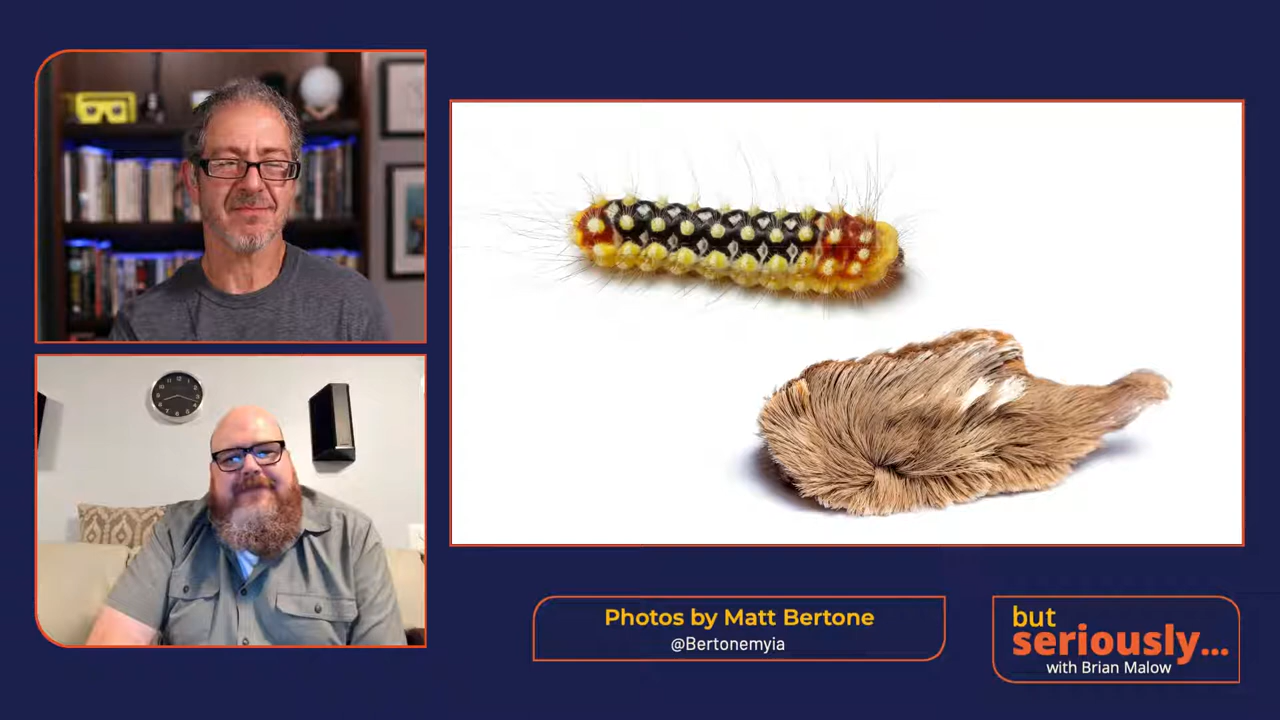 Photos by Matt Bertone
@Bertonemyia
but
seriously...
with Brian Malow